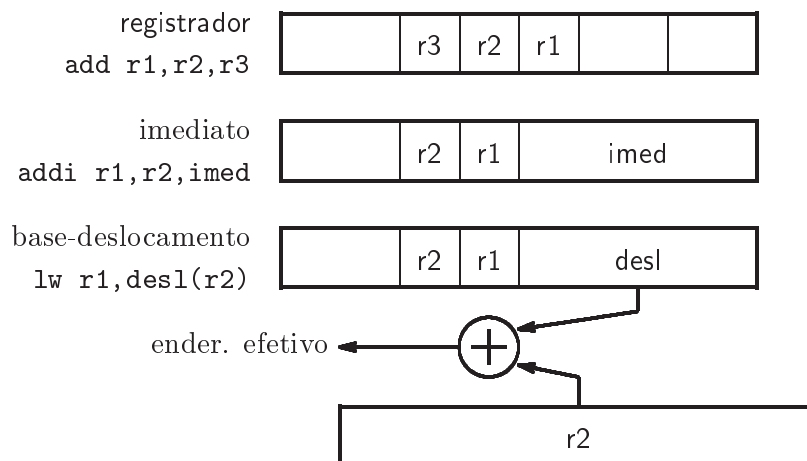 registrador
add r1,r2,r3
r3 r2 r1
imediato
addi r1,r2,imed
r2 r1 imed
base-deslocamento
lw r1,desl(r2)
r2 r1 desl
ender. efetivo
+
r2